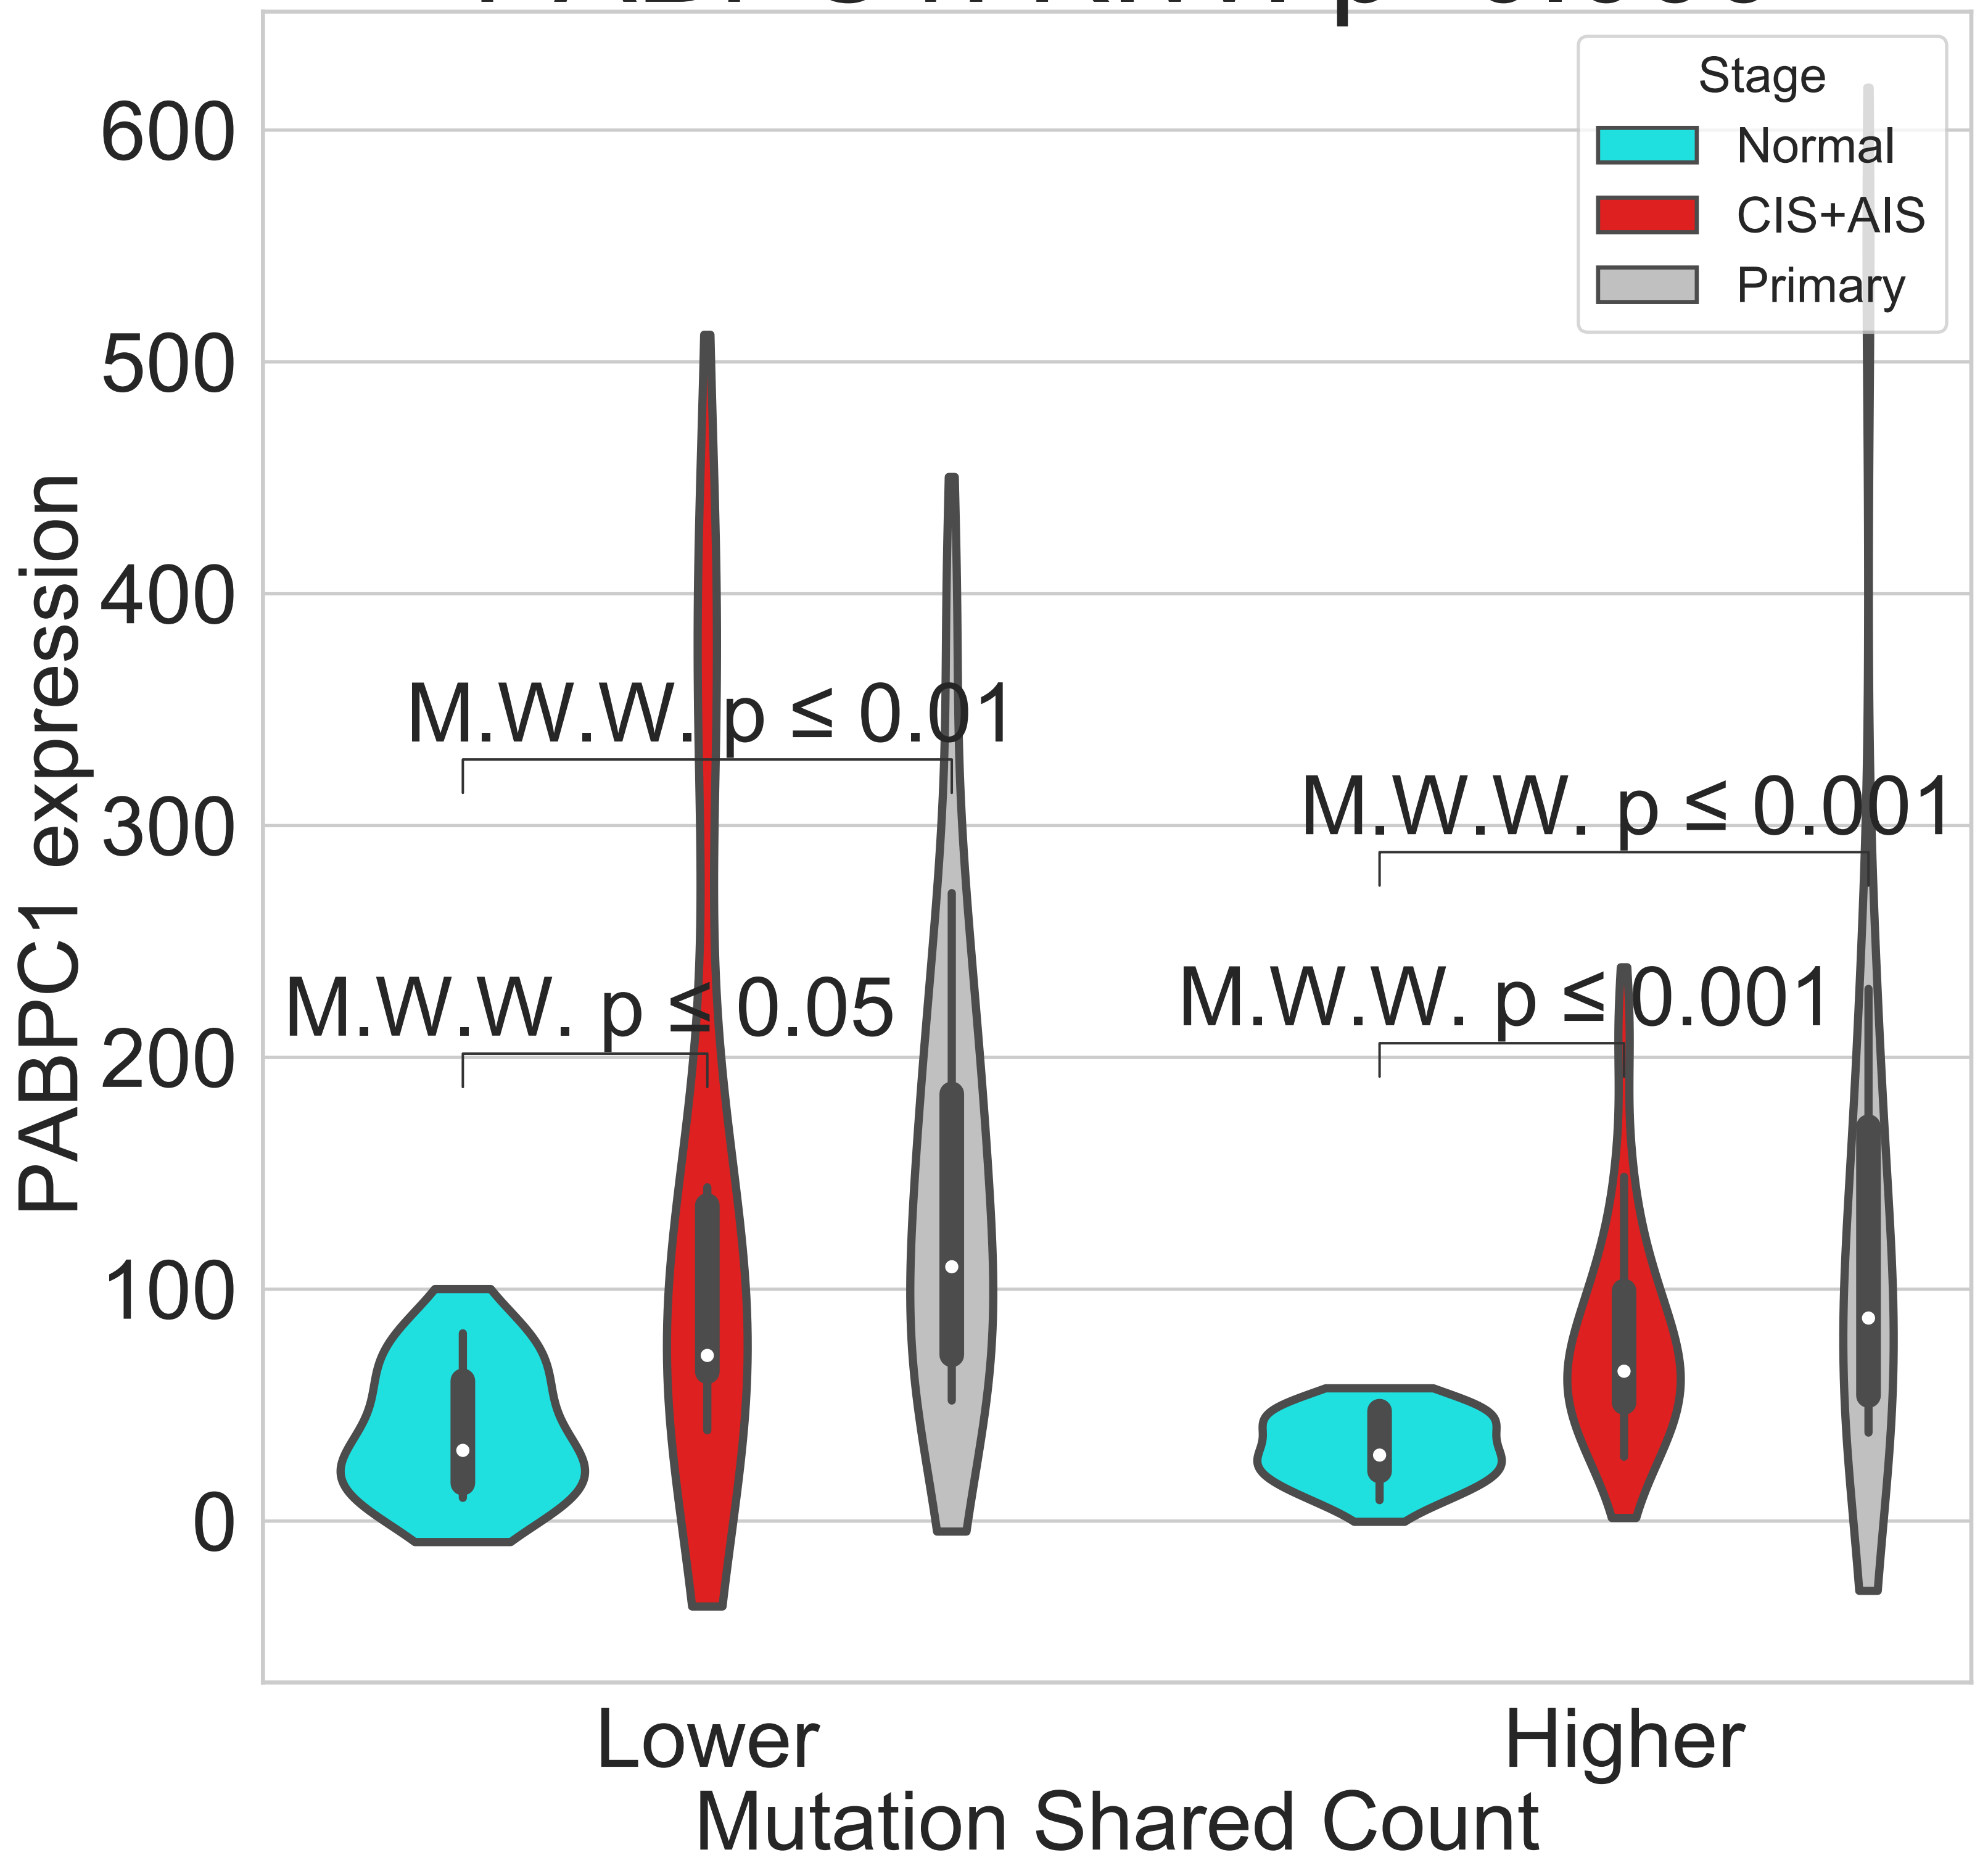 Stage
Normal
CIS+AIS
Primary
600
500
400
300
200
100
0
PABPC1 expression
M.W.W. p ≤ 0.01
M.W.W. p ≤ 0.001
M.W.W. p ≤ 0.05
M.W.W. p ≤ 0.001
Lower
Higher
Mutation Shared Count